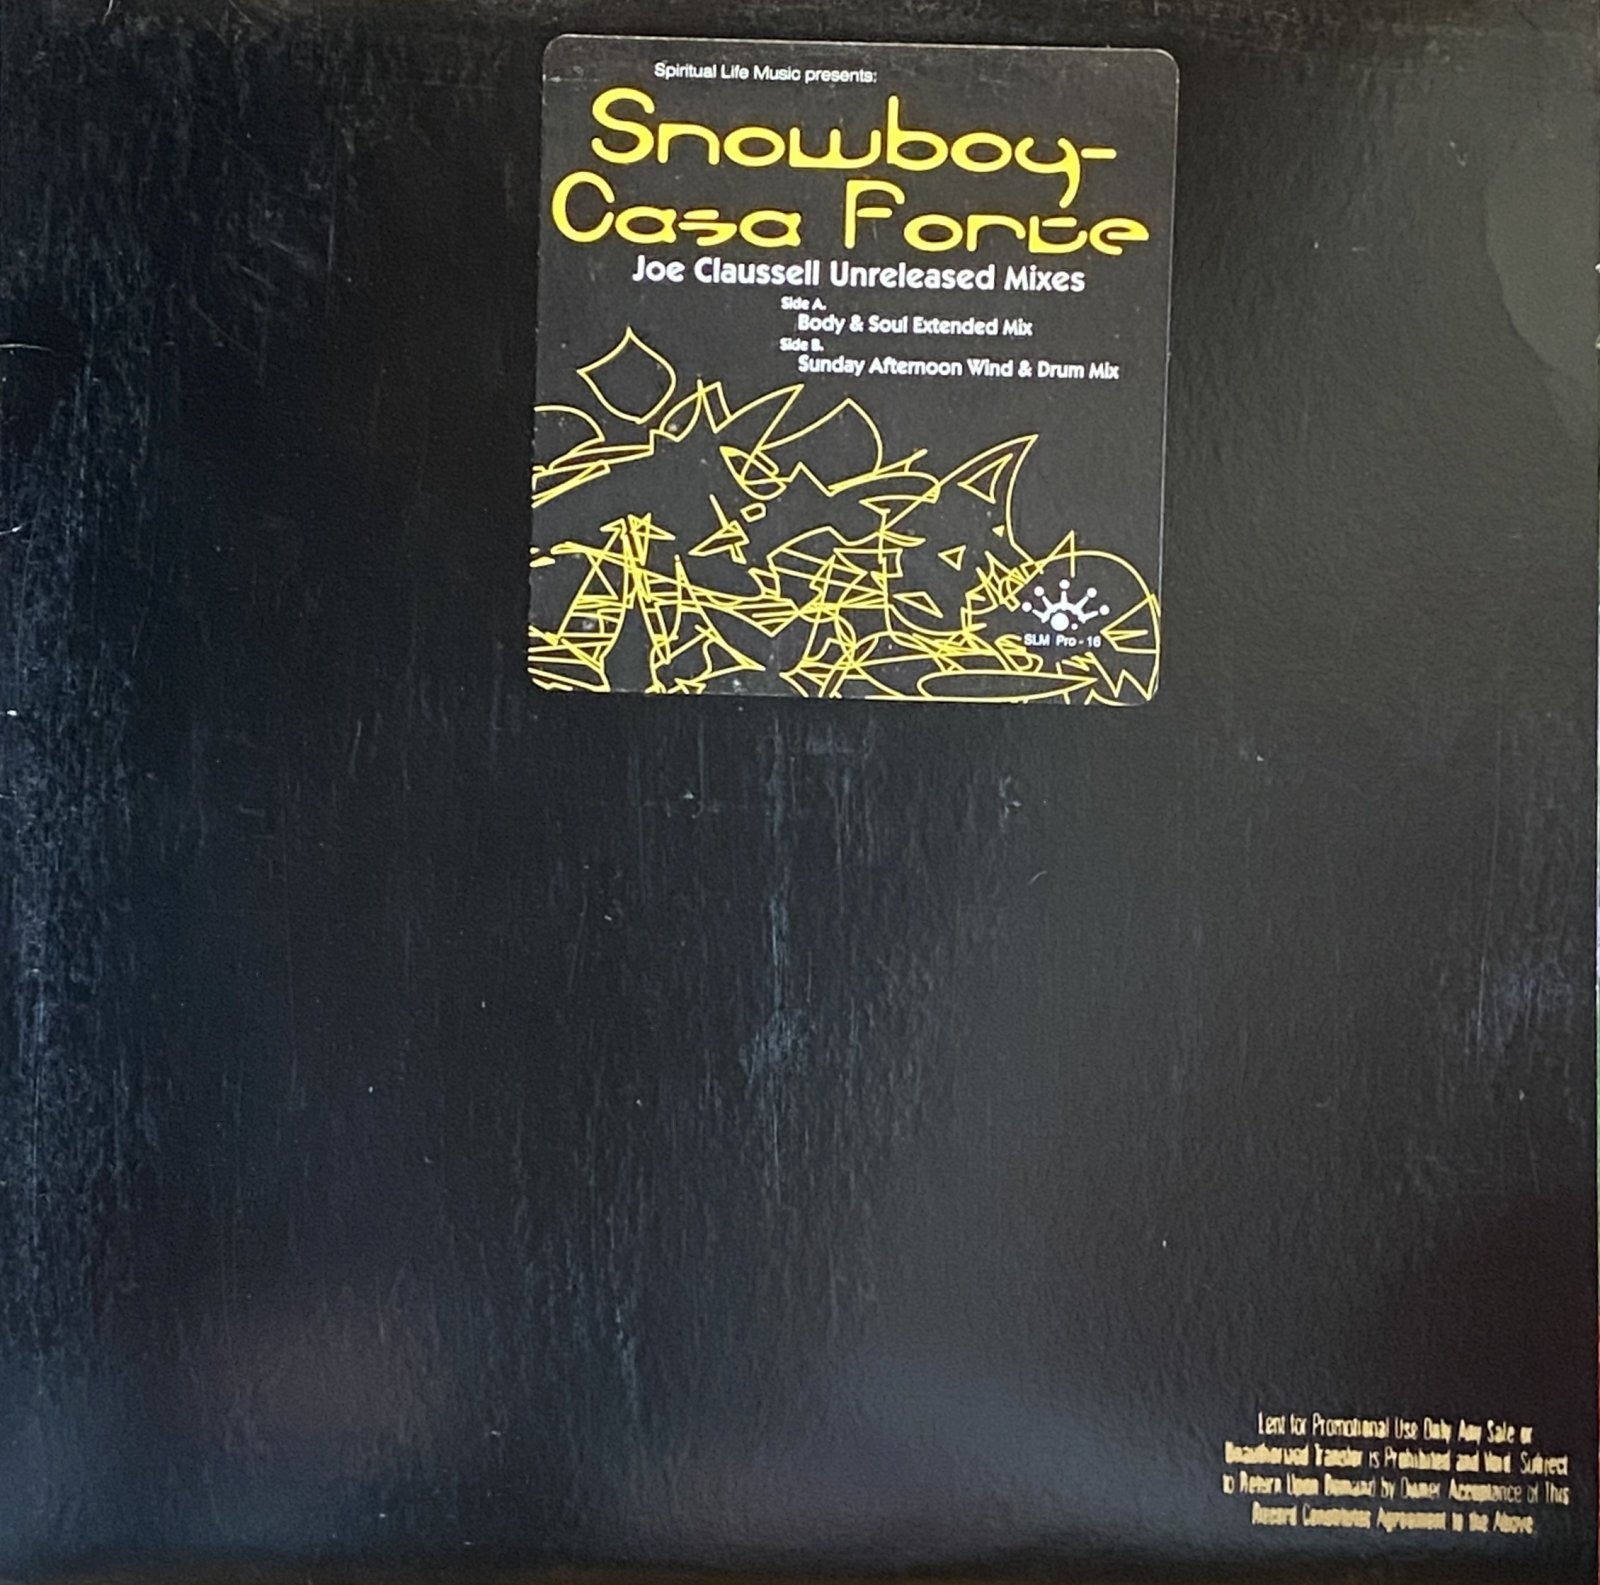 Spiritual Life Music presents:
Snowboy-
Casa Forte
Joe Claussell Unreleased Mixes
Side A.
Body & Soul Extended Mix
Side B.
Sunday Afternoon Wind & Drum Mix
SLM Pro - 16
Lent for Promotional Use Only Any Sale or
Unauthorized Transfer is Prohibited and Void. Subject
to Return Upon Demand by Owner Acceptance of This
Record Constitutes Agreement to the Above